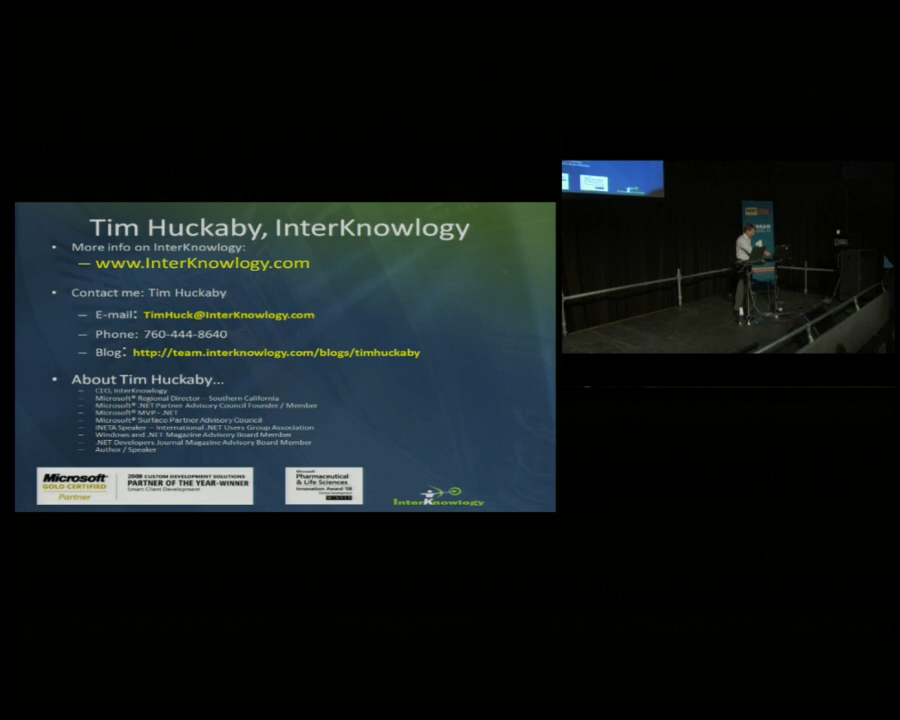 Tim Huckaby, InterKnowlogy
• More info on InterKnowlogy:
– www.InterKnowlogy.com
• Contact me: Tim Huckaby
– E-mail: TimHuck@InterKnowlogy.com
– Phone: 760-444-8640
– Blog: http://team.interknowlogy.com/blogs/timhuckaby
• About Tim Huckaby...
– CEO, InterKnowlogy
– Microsoft® Regional Director – Southern California
– Microsoft® .NET Partner Advisory Council Founder / Member
– Microsoft® MVP - .NET
– Microsoft® Surface Partner Advisory Council
– INETA Speaker – International .NET Users Group Association
– Windows and .NET Magazine Advisory Board Member
– .NET Developers Journal Magazine Advisory Board Member
– Author / Speaker
Microsoft
GOLD CERTIFIED
Partner
2008 CUSTOM DEVELOPMENT SOLUTIONS
PARTNER OF THE YEAR-WINNER
Smart Client Development
Microsoft
Pharmaceutical
& Life Sciences
Innovation Award '08
InterKnowlogy